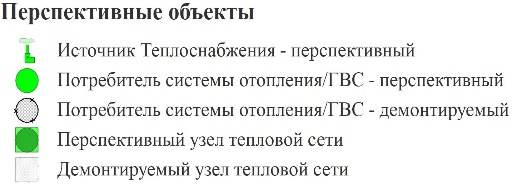 Перспективные объекты
Источник Теплоснабжения - перспективный
Потребитель системы отопления/ГВС - перспективный
Потребитель системы отопления/ГВС - демонтируемый
Перспективный узел тепловой сети
Демонтируемый узел тепловой сети